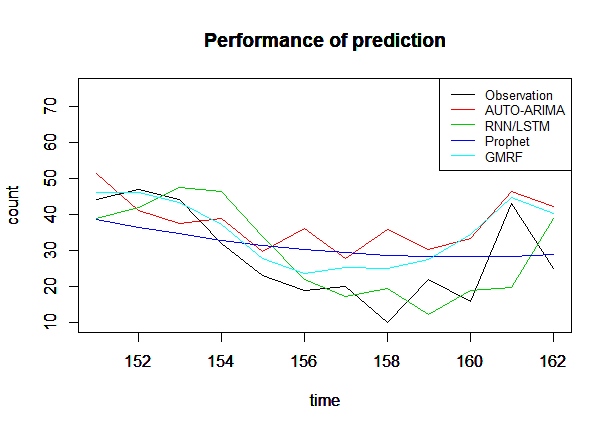 Performance of prediction
Observation
AUTO-ARIMA
RNN/LSTM
Prophet
GMRF
count
70
60
50
40
30
20
10
152 154 156 158 160 162
time